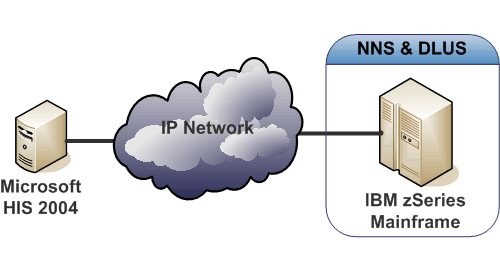 NNS & DLUS
IP Network
Microsoft
HIS 2004
IBM zSeries
Mainframe